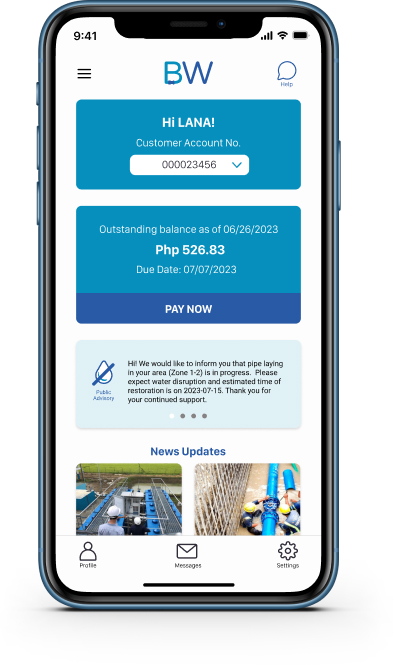 9:41
BW
Help
Hi LANA!
Customer Account No.
000023456
Outstanding balance as of 06/26/2023
Php 526.83
Due Date: 07/07/2023
PAY NOW
Hi! We would like to inform you that pipe laying
in your area (Zone 1-2) is in progress. Please
expect water disruption and estimated time of
restoration is on 2023-07-15. Thank you for
your continued support.
Public
Advisory
News Updates
Profile
Messages
Settings